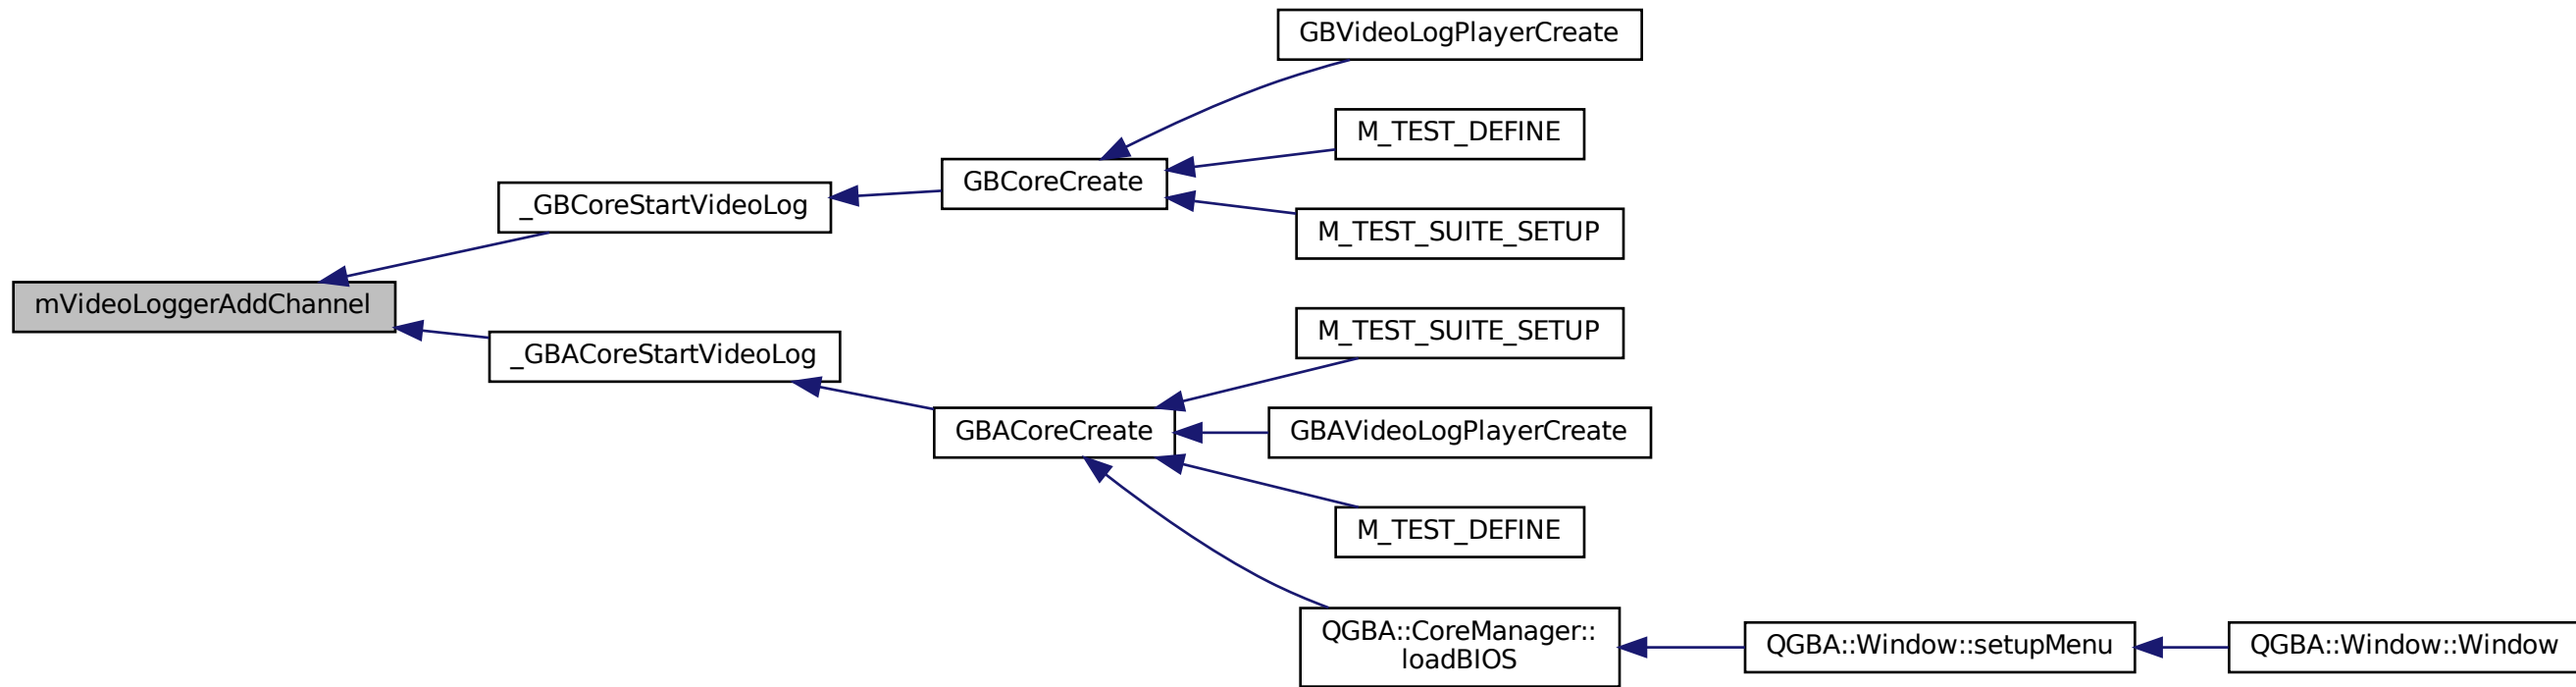 GBVideoLogPlayerCreate
M_TEST_DEFINE
GBCoreCreate
_GBCoreStartVideoLog
M_TEST_SUITE_SETUP
mVideoLoggerAddChannel
M_TEST_SUITE_SETUP
_GBACoreStartVideoLog
GBACoreCreate
GBAVideoLogPlayerCreate
M_TEST_DEFINE
QGBA::CoreManager::
loadBIOS
QGBA::Window::setupMenu
QGBA::Window::Window